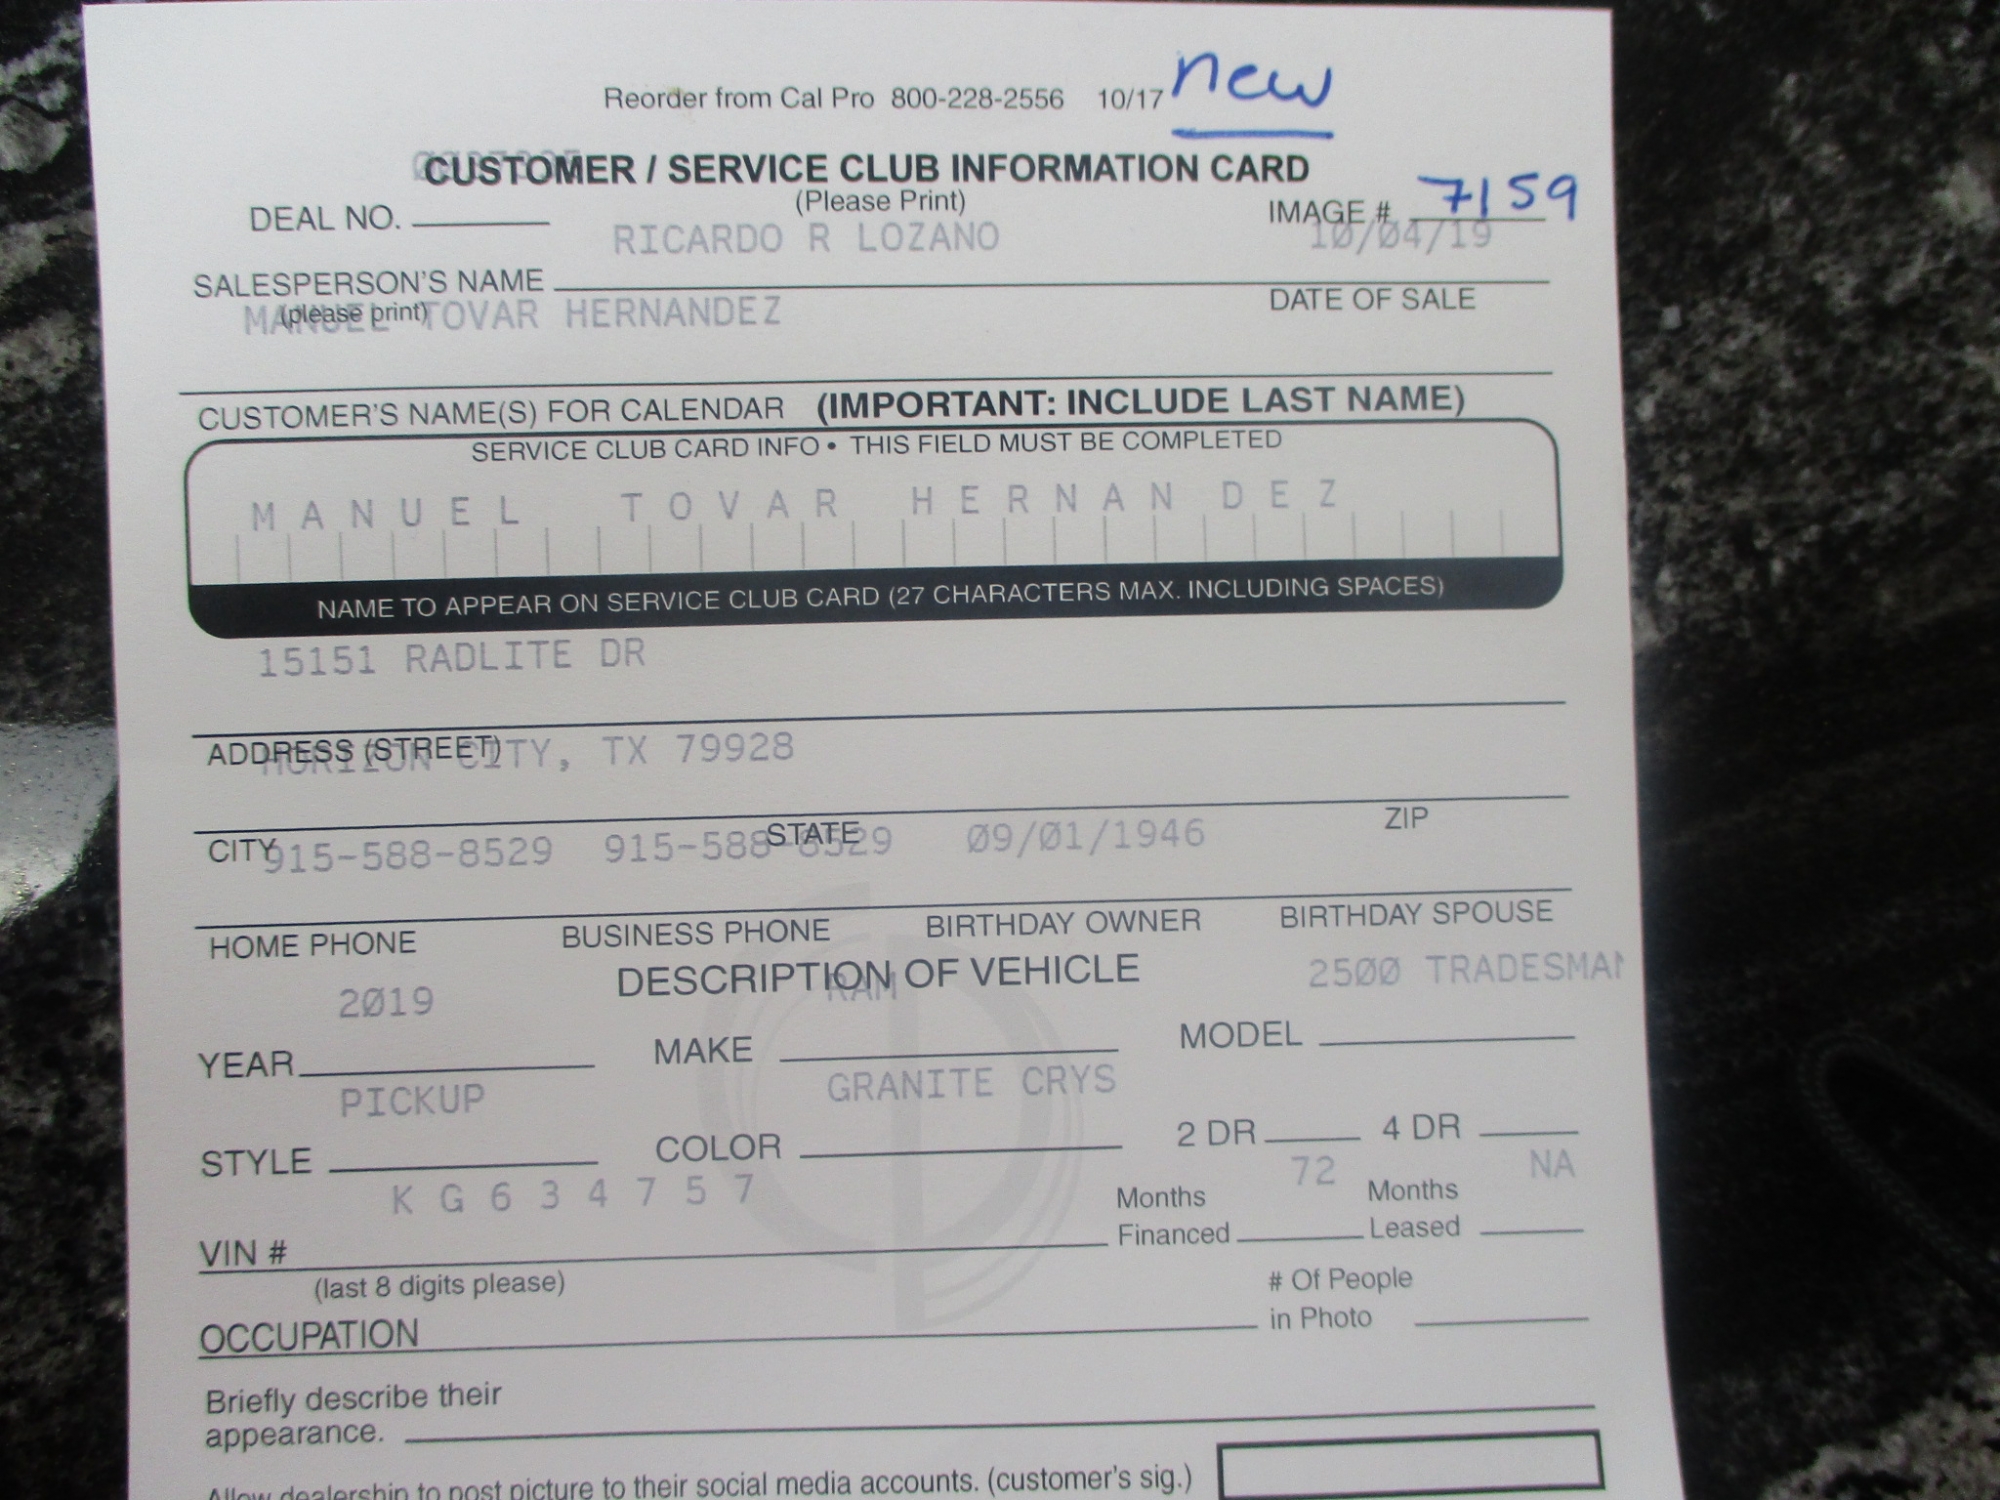 Reorder from Cal Pro 800-228-2556 10/17 new
CUSTOMER / SERVICE CLUB INFORMATION CARD
(Please Print)
DEAL NO.
IMAGE # 7159
RICARDO R LOZANO 10/04/19
SALESPERSON'S NAME
(please print)
DATE OF SALE
MANUEL TOVAR HERNANDEZ
CUSTOMER'S NAME(S) FOR CALENDAR (IMPORTANT: INCLUDE LAST NAME)
SERVICE CLUB CARD INFO • THIS FIELD MUST BE COMPLETED
MANUEL TOVAR HERNANDEZ
NAME TO APPEAR ON SERVICE CLUB CARD (27 CHARACTERS MAX. INCLUDING SPACES)
15151 RADLITE DR
ADDRESS (STREET)
HORIZON CITY, TX 79928
CITY STATE ZIP
915-588-8529 915-588-8529 09/01/1946
HOME PHONE BUSINESS PHONE BIRTHDAY OWNER BIRTHDAY SPOUSE
DESCRIPTION OF VEHICLE
2019 RAM 2500 TRADESMAN
YEAR MAKE MODEL
PICKUP GRANITE CRYS
STYLE COLOR 2 DR 4 DR
KG634757 72 NA
VIN # Months Financed Months Leased
(last 8 digits please)
# Of People
in Photo
OCCUPATION
Briefly describe their
appearance.
Allow dealership to post picture to their social media accounts. (customer's sig.)